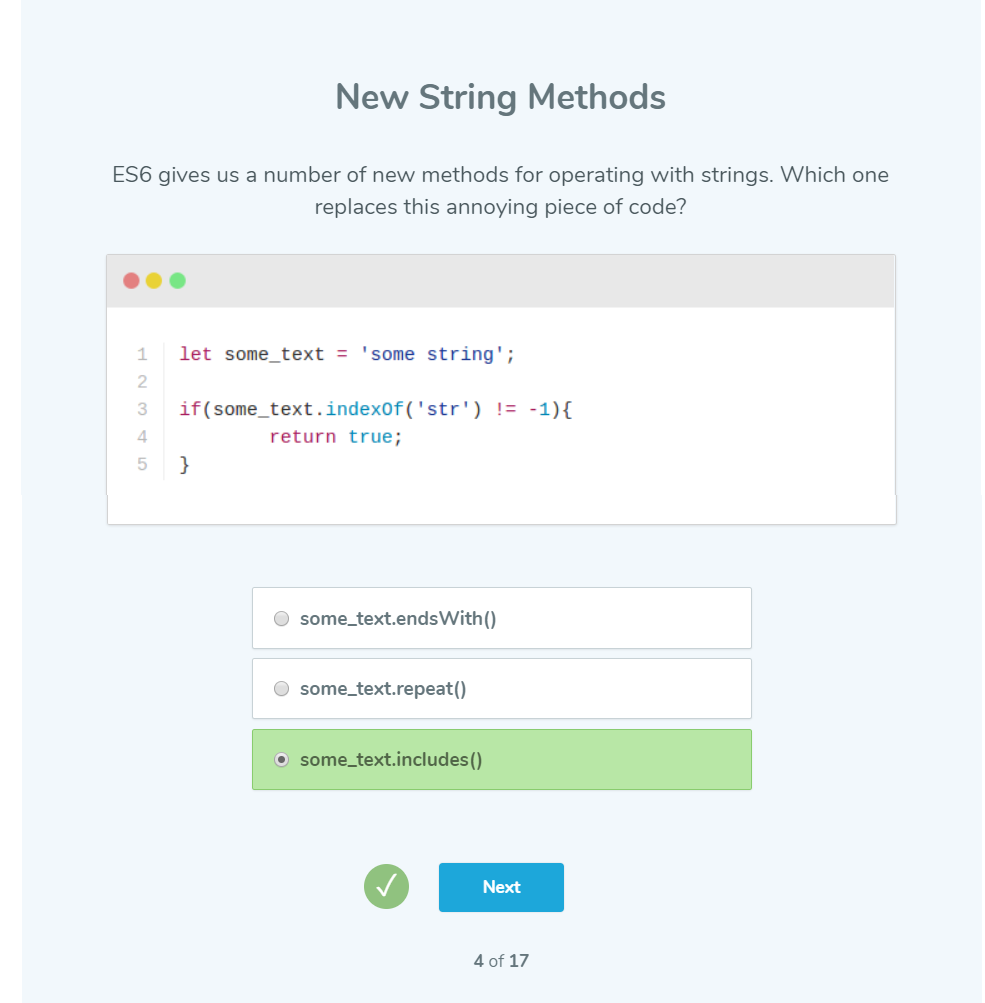 New String Methods
ES6 gives us a number of new methods for operating with strings. Which one
replaces this annoying piece of code?
1 let some_text = 'some string';
2
3 if(some_text.indexOf('str') != -1){
4         return true;
5 }
some_text.endsWith()
some_text.repeat()
some_text.includes()
Next
4 of 17